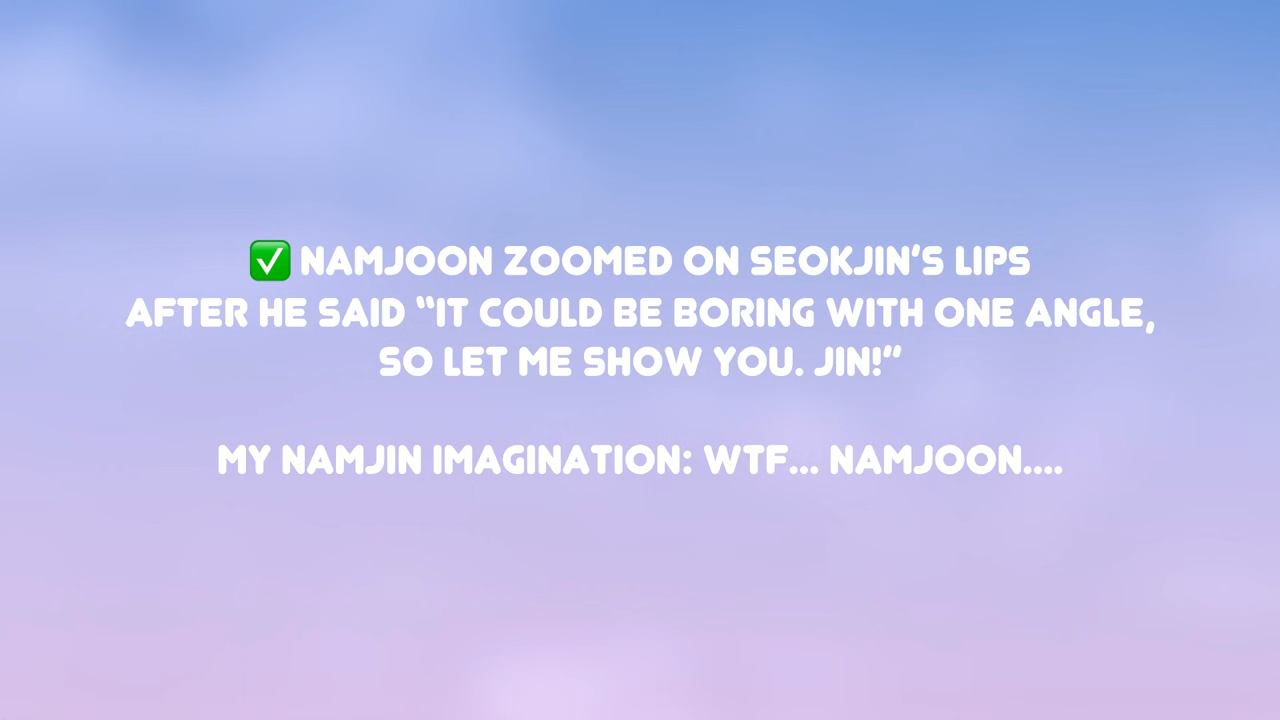 ✅ NAMJOON ZOOMED ON SEOKJIN'S LIPS
AFTER HE SAID "IT COULD BE BORING WITH ONE ANGLE,
SO LET ME SHOW YOU. JIN!"
MY NAMJIN IMAGINATION: WTF... NAMJOON....